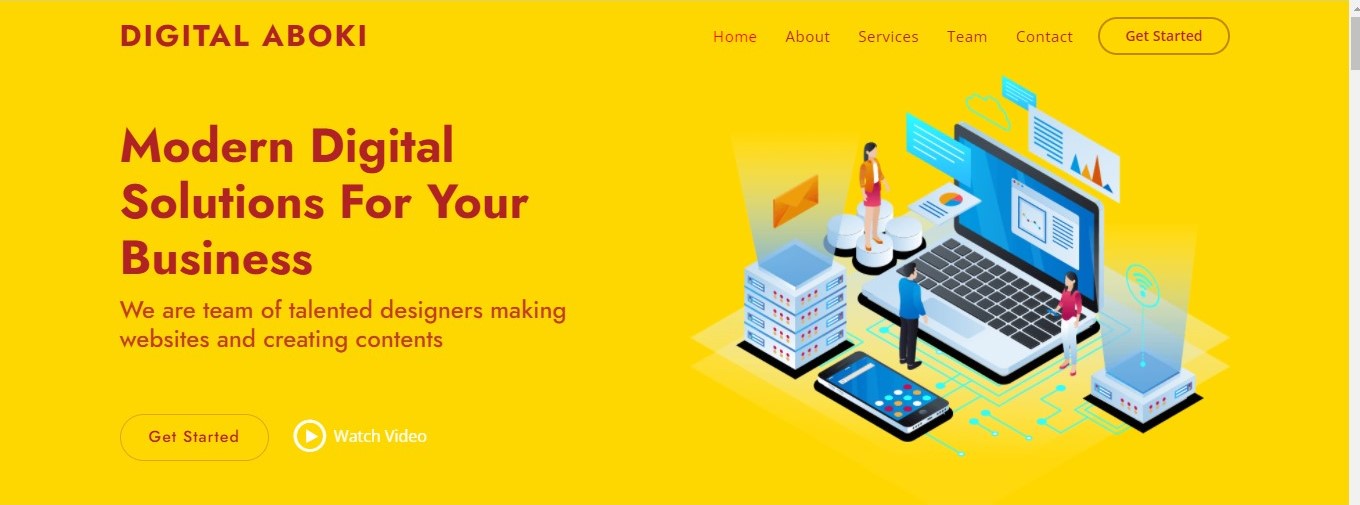 DIGITAL ABOKI
Home About Services Team Contact Get Started
Modern Digital
Solutions For Your
Business
We are team of talented designers making
websites and creating contents
Get Started Watch Video